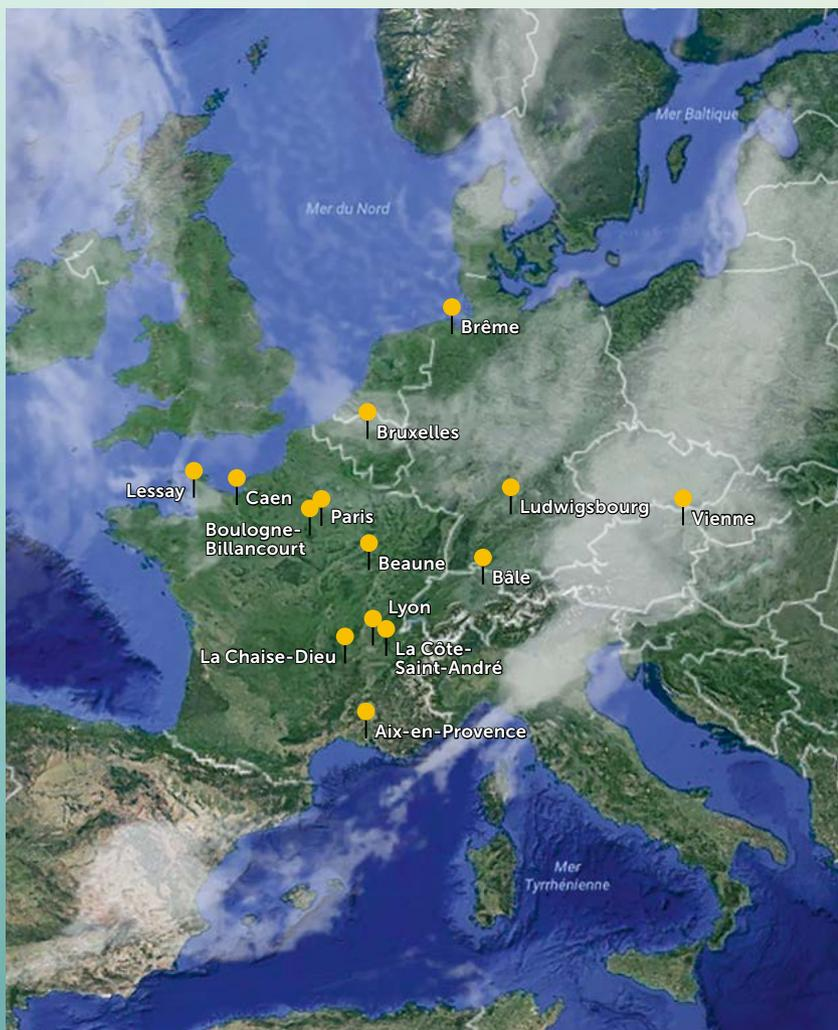 Mer Baltique
Mer du Nord
Brême
Bruxelles
Lessay
Caen
Ludwigsbourg
Paris
Vienne
Boulogne-
Billancourt
Beaune
Bâle
Lyon
La Côte-
Saint-André
La Chaise-Dieu
Aix-en-Provence
Mer
Tyrrhénienne